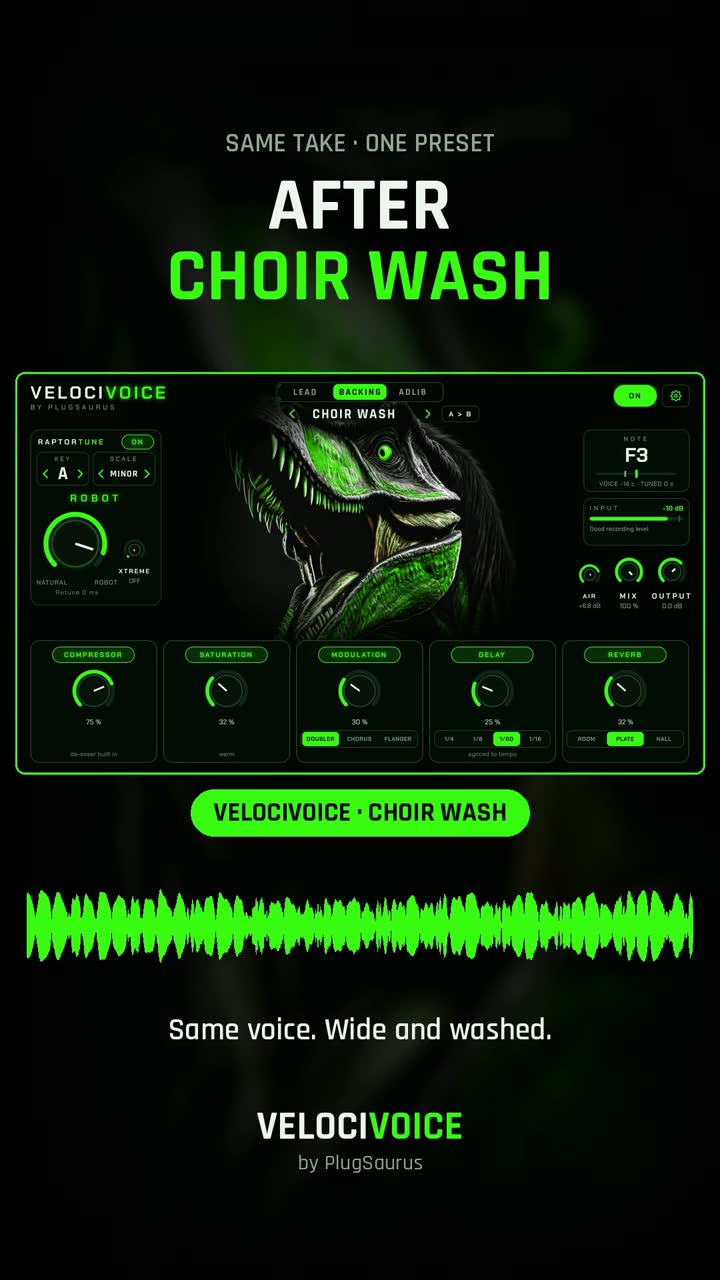 SAME TAKE · ONE PRESET
AFTER
CHOIR WASH
VELOCIVOICE
BY PLUGSAURUS
LEAD BACKING ADLIB
CHOIR WASH
A > B
ON
RAPTORTUNE ON
KEY SCALE
A MINOR
ROBOT
XTREME
OFF
NATURAL ROBOT
Retune 0 ms
NOTE
F3
VOICE -14 c · TUNED 0 c
INPUT -10 dB
Good recording level
AIR MIX OUTPUT
+6.8 dB 100 % 0.0 dB
COMPRESSOR SATURATION MODULATION DELAY REVERB
75 % 32 % 30 % 25 % 32 %
DOUBLER CHORUS FLANGER
1/4 1/8 1/8D 1/16
ROOM PLATE HALL
de-esser built in warm synced to tempo
VELOCIVOICE · CHOIR WASH
Same voice. Wide and washed.
VELOCIVOICE
by PlugSaurus